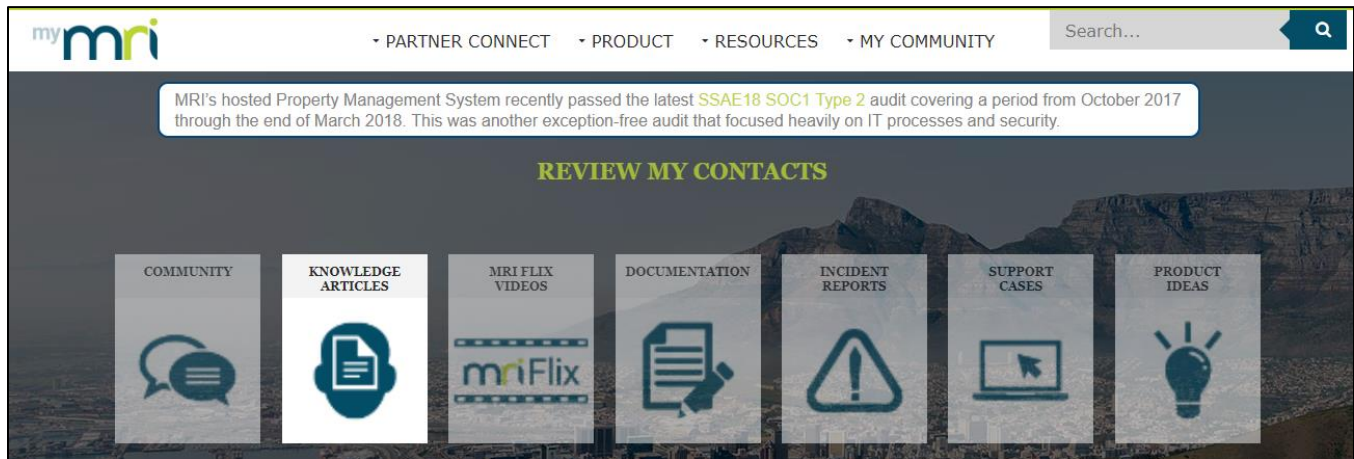 mymri
PARTNER CONNECT
PRODUCT
RESOURCES
MY COMMUNITY
Search...
MRI's hosted Property Management System recently passed the latest SSAE18 SOC1 Type 2 audit covering a period from October 2017
through the end of March 2018. This was another exception-free audit that focused heavily on IT processes and security.
REVIEW MY CONTACTS
COMMUNITY
KNOWLEDGE
ARTICLES
MRI FLIX
VIDEOS
mriFlix
DOCUMENTATION
INCIDENT
REPORTS
SUPPORT
CASES
PRODUCT
IDEAS